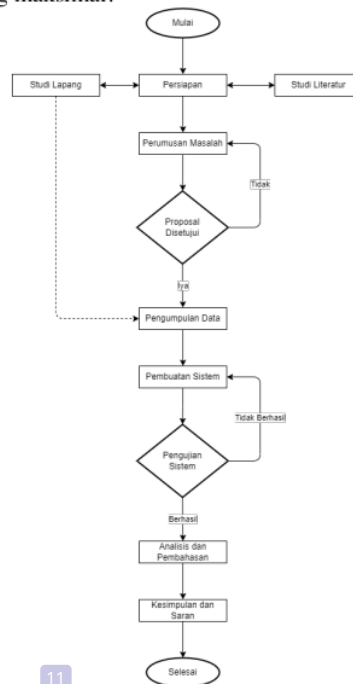 maksimal.
Mulai
Studi Lapang
Persiapan
Studi Literatur
Perumusan Masalah
Tidak
Proposal
Disetujui
Iya
Pengumpulan Data
Pembuatan Sistem
Tidak Berhasil
Pengujian
Sistem
Berhasil
Analisis dan
Pembahasan
Kesimpulan dan
Saran
11
Selesai